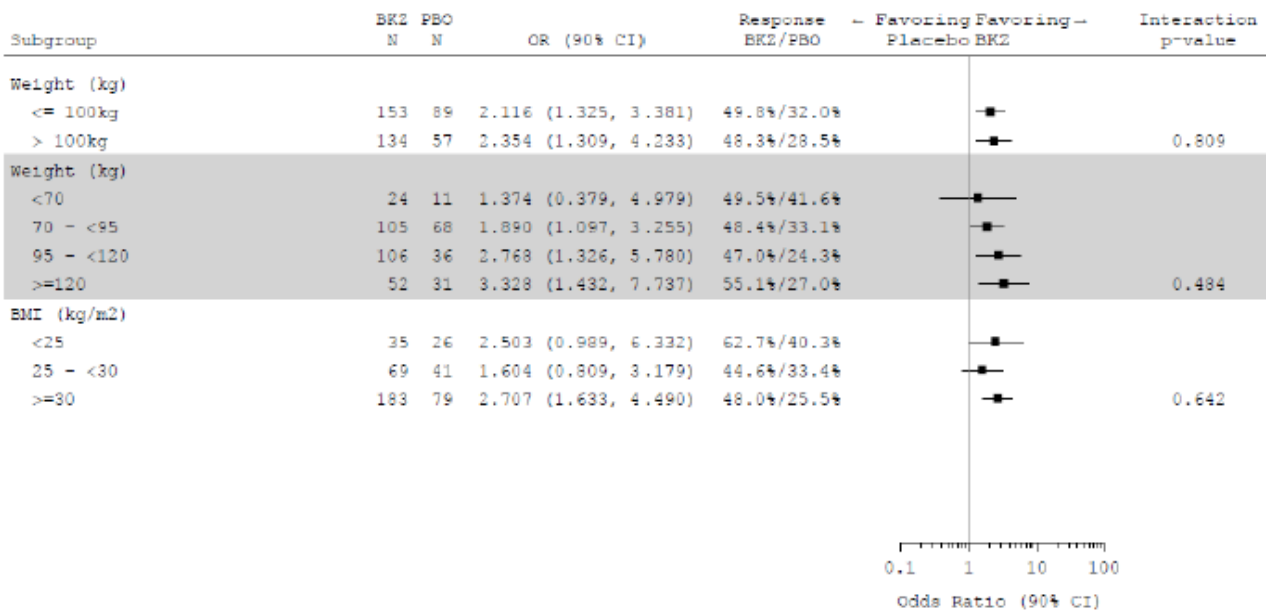 BKZ PBO Response ← Favoring Favoring → Interaction
Subgroup N N OR (90% CI) BKZ/PBO Placebo BKZ p-value
Weight (kg)
<= 100kg 153 89 2.116 (1.325, 3.381) 49.8%/32.0%
> 100kg 134 57 2.354 (1.309, 4.233) 48.3%/28.5% 0.809
Weight (kg)
<70 24 11 1.374 (0.379, 4.979) 49.5%/41.6%
70 - <95 105 68 1.890 (1.097, 3.255) 48.4%/33.1%
95 - <120 106 36 2.768 (1.326, 5.780) 47.0%/24.3%
>=120 52 31 3.328 (1.432, 7.737) 55.1%/27.0% 0.484
BMI (kg/m2)
<25 35 26 2.503 (0.989, 6.332) 62.7%/40.3%
25 - <30 69 41 1.604 (0.809, 3.179) 44.6%/33.4%
>=30 183 79 2.707 (1.633, 4.490) 48.0%/25.5% 0.642
0.1 1 10 100
Odds Ratio (90% CI)